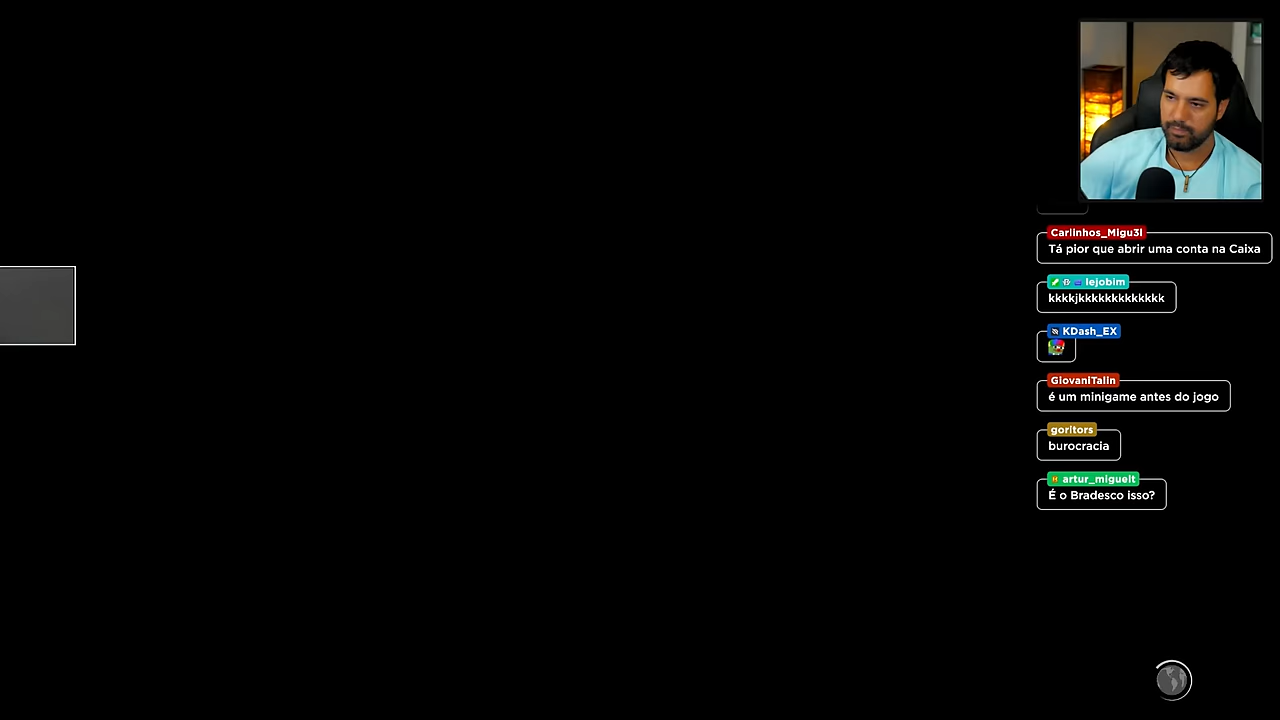 Carlinhos_Migu3l
Tá pior que abrir uma conta na Caixa
lejobim
kkkkjkkkkkkkkkkkkk
KDash_EX
GiovaniTalin
é um minigame antes do jogo
goritors
burocracia
artur_miguelt
É o Bradesco isso?